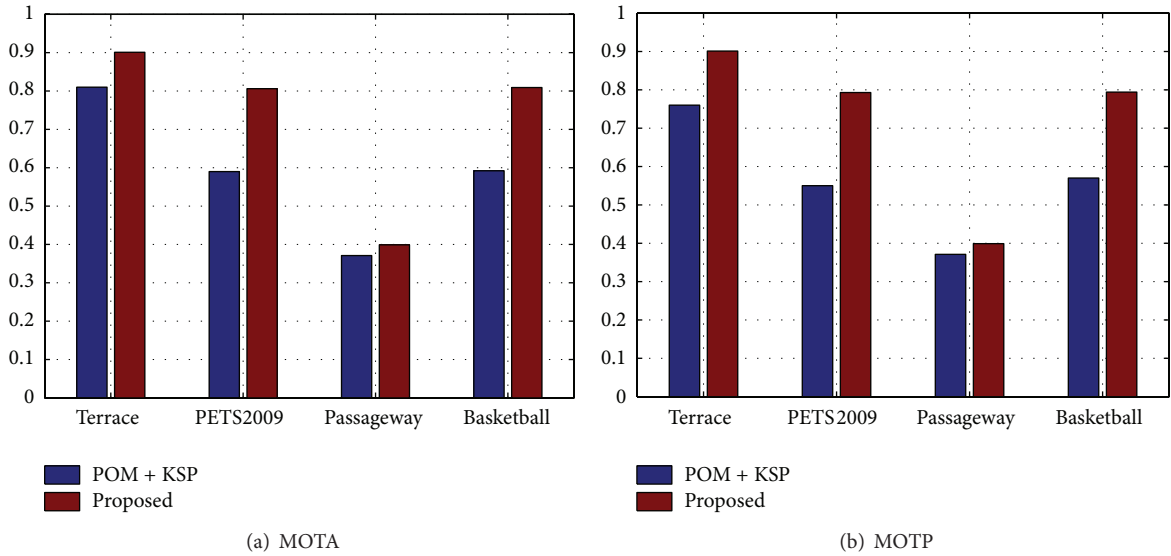 1
0.9
0.8
0.7
0.6
0.5
0.4
0.3
0.2
0.1
0
Terrace PETS2009 Passageway Basketball
POM + KSP
Proposed
(a) MOTA
1
0.9
0.8
0.7
0.6
0.5
0.4
0.3
0.2
0.1
0
Terrace PETS2009 Passageway Basketball
POM + KSP
Proposed
(b) MOTP